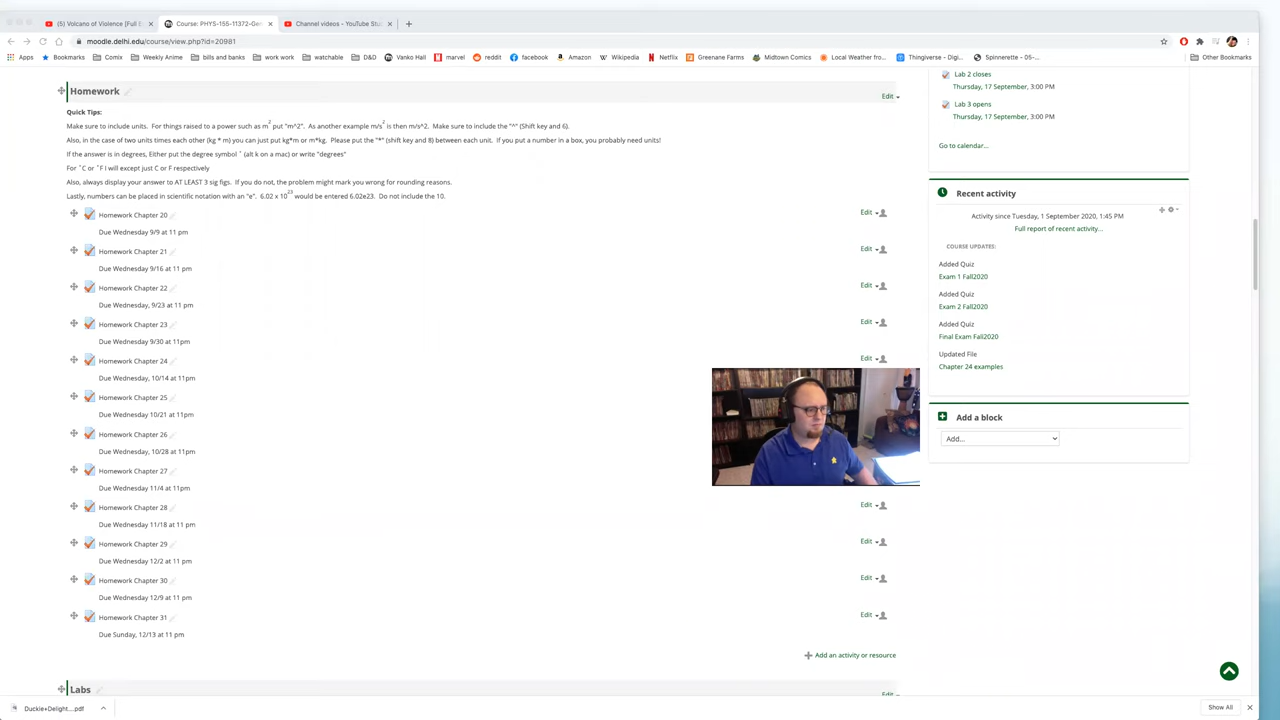 (5) Volcano of Violence [Full E
Course: PHYS-155-11372-Gen
Channel videos - YouTube Stu
moodle.delhi.edu/course/view.php?id=20981
Apps
Bookmarks
Comix
Weekly Anime
bills and banks
work work
watchable
D&D
Vanko Hall
marvel
reddit
facebook
Amazon
Wikipedia
Netflix
Greenane Farms
Midtown Comics
Local Weather fro...
Thingiverse - Digi...
Spinnerette - 05-...
Other Bookmarks
Homework
Edit
Quick Tips:
Make sure to include units. For things raised to a power such as m² put "m^2". As another example m/s² is then m/s^2. Make sure to include the "^" (Shift key and 6).
Also, in the case of two units times each other (kg * m) you can just put kg*m or m*kg. Please put the "*" (shift key and 8) between each unit. If you put a number in a box, you probably need units!
If the answer is in degrees, Either put the degree symbol ˚ (alt k on a mac) or write "degrees"
For ˚C or ˚F I will except just C or F respectively
Also, always display your answer to AT LEAST 3 sig figs. If you do not, the problem might mark you wrong for rounding reasons.
Lastly, numbers can be placed in scientific notation with an "e". 6.02 x 10²³ would be entered 6.02e23. Do not include the 10.
Homework Chapter 20
Edit
Due Wednesday 9/9 at 11 pm
Homework Chapter 21
Edit
Due Wednesday 9/16 at 11 pm
Homework Chapter 22
Edit
Due Wednesday, 9/23 at 11 pm
Homework Chapter 23
Edit
Due Wednesday 9/30 at 11pm
Homework Chapter 24
Edit
Due Wednesday, 10/14 at 11pm
Homework Chapter 25
Due Wednesday 10/21 at 11pm
Homework Chapter 26
Due Wednesday, 10/28 at 11pm
Homework Chapter 27
Due Wednesday 11/4 at 11pm
Homework Chapter 28
Edit
Due Wednesday 11/18 at 11 pm
Homework Chapter 29
Edit
Due Wednesday 12/2 at 11 pm
Homework Chapter 30
Edit
Due Wednesday 12/9 at 11 pm
Homework Chapter 31
Edit
Due Sunday, 12/13 at 11 pm
Add an activity or resource
Labs
Edit
Lab 2 closes
Thursday, 17 September, 3:00 PM
Lab 3 opens
Thursday, 17 September, 3:00 PM
Go to calendar...
Recent activity
Activity since Tuesday, 1 September 2020, 1:45 PM
Full report of recent activity...
COURSE UPDATES:
Added Quiz
Exam 1 Fall2020
Added Quiz
Exam 2 Fall2020
Added Quiz
Final Exam Fall2020
Updated File
Chapter 24 examples
Add a block
Add...
Duckie+Delight....pdf
Show All